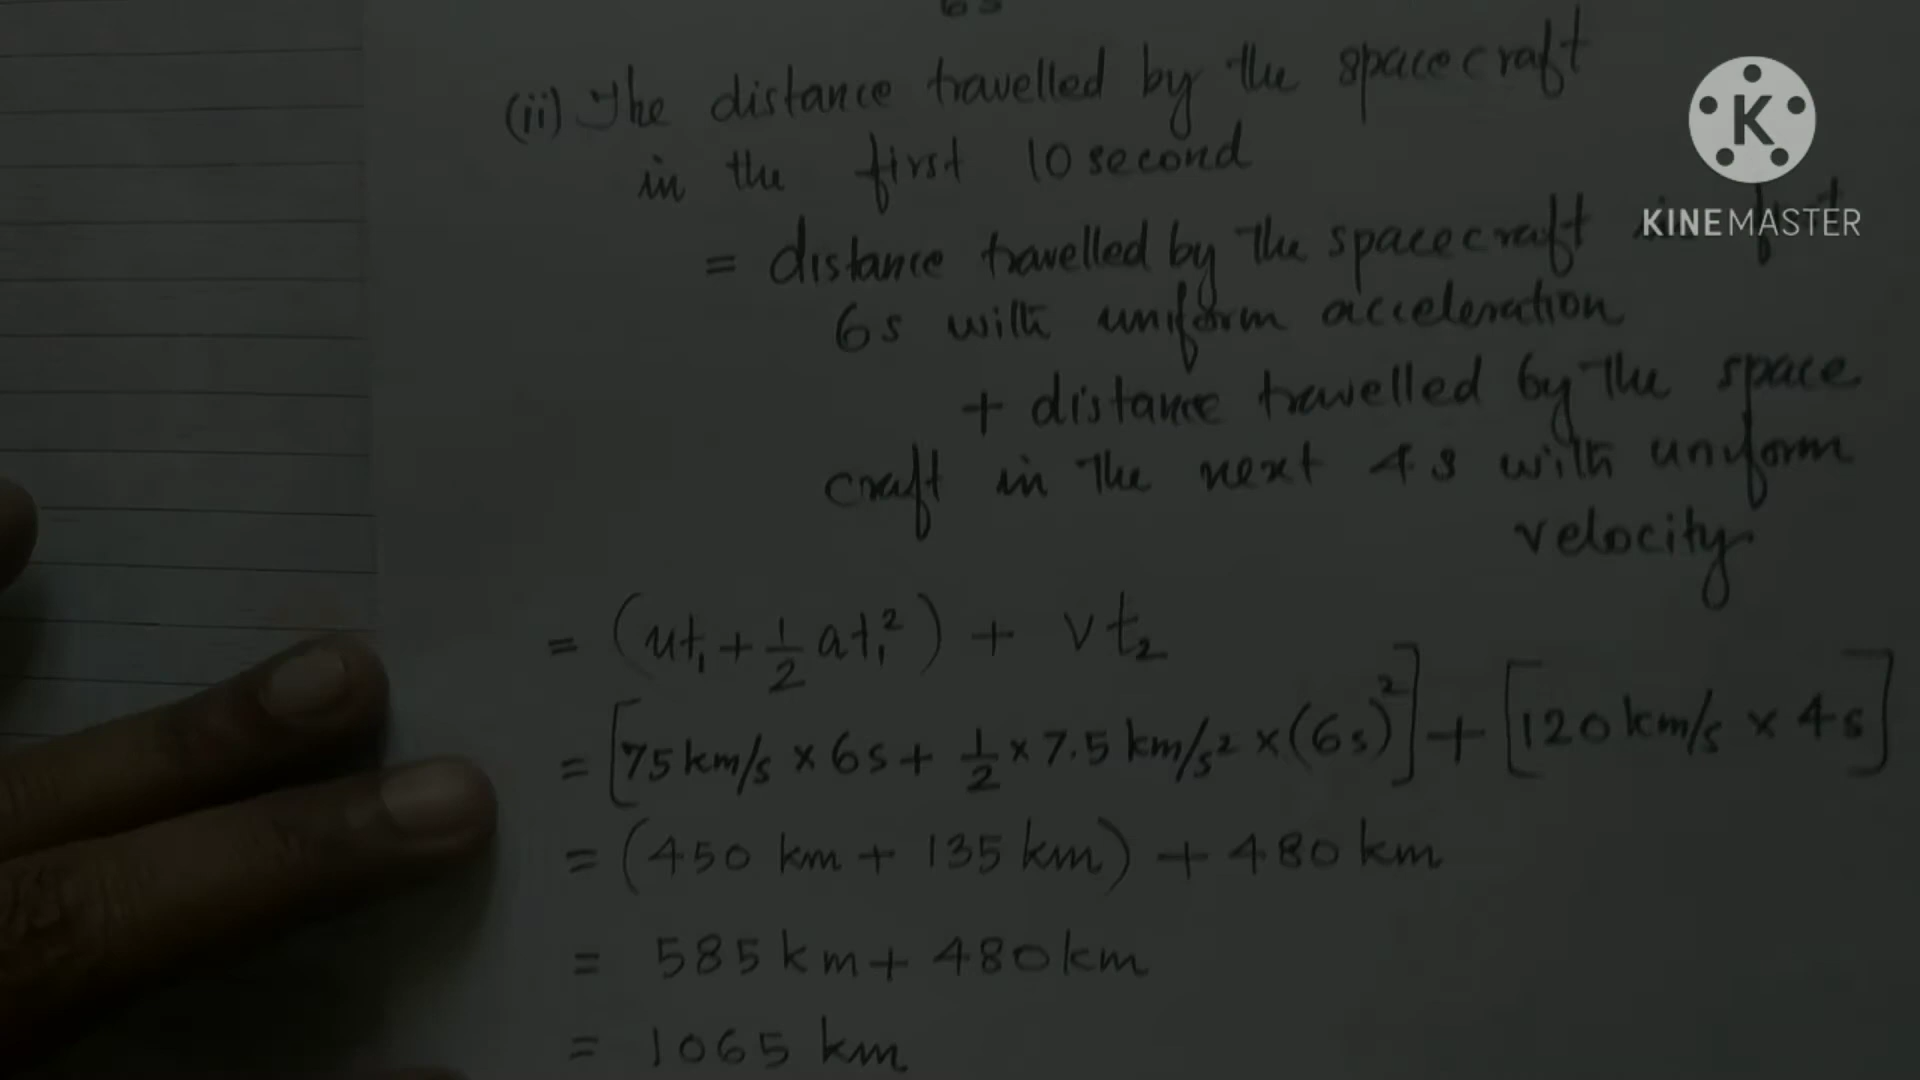 (ii) The distance travelled by the spacecraft
in the first 10 second
= distance travelled by the spacecraft
6s with uniform acceleration
+ distance travelled by the space
craft in the next 4s with uniform
velocity.
= (ut₁ + 1/2 at₁²) + vt₂
= [75 km/s × 6s + 1/2 × 7.5 km/s² × (6s)²] + [120 km/s × 4s]
= (450 km + 135 km) + 480 km
= 585 km + 480 km
= 1065 km
K
KINEMASTER